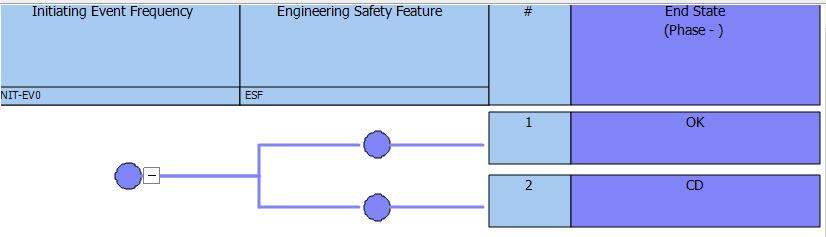 Initiating Event Frequency
Engineering Safety Feature
#
End State
(Phase - )
NIT-EV0
ESF
1
OK
2
CD